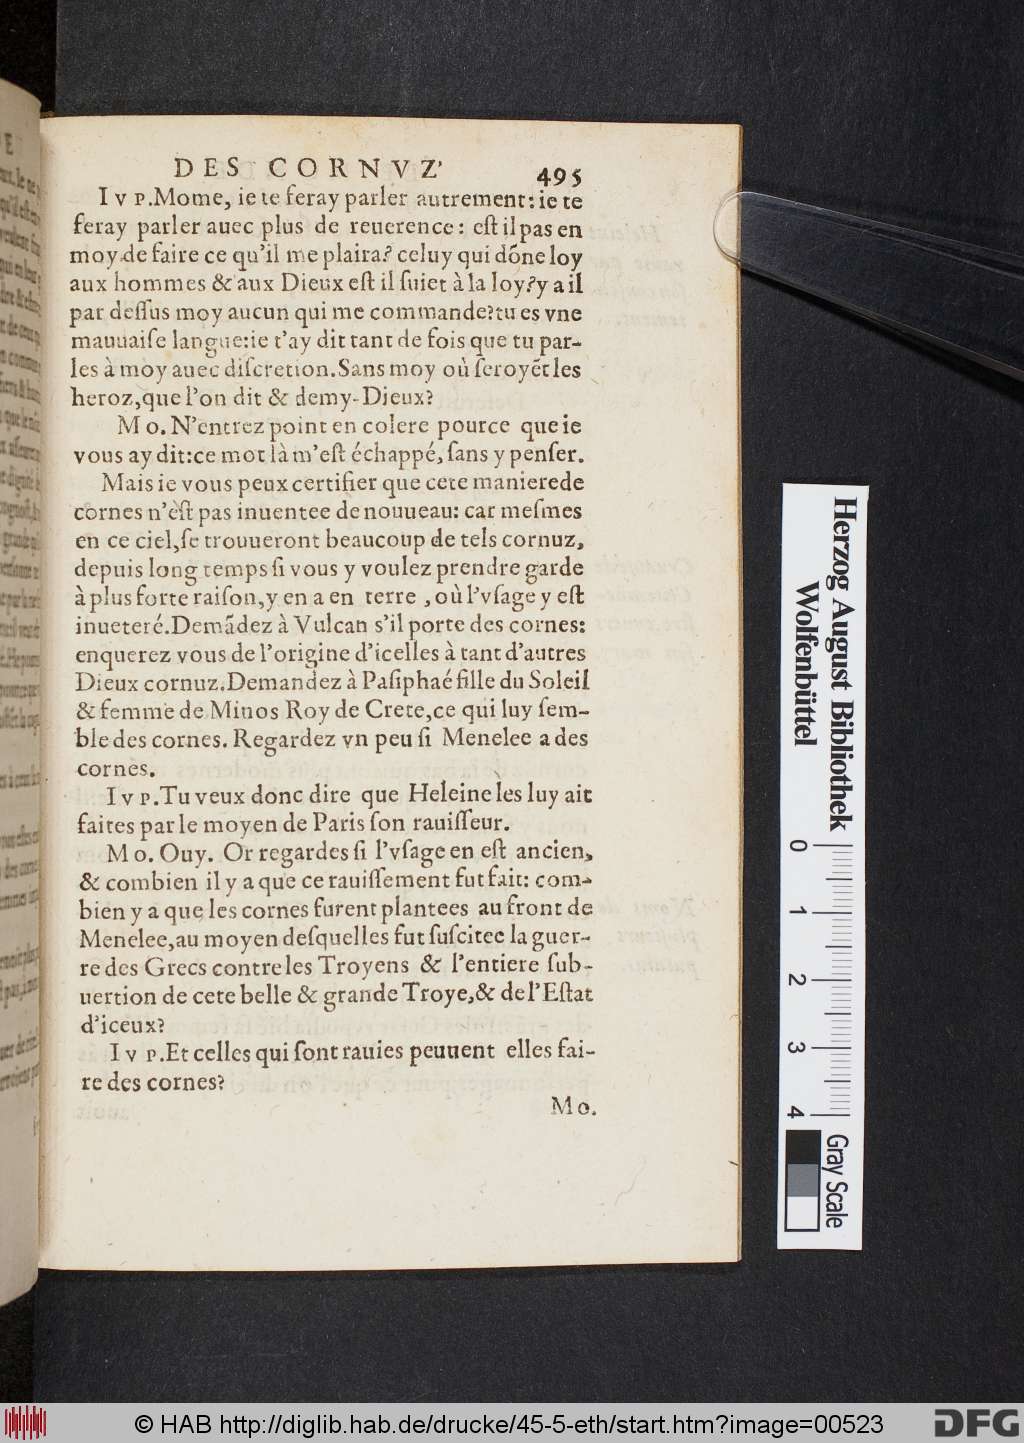 DES CORNVZ'
495
IVP.Mome, ie te feray parler autrement: ie te
feray parler auec plus de reuerence: eſt il pas en
moy de faire ce qu'il me plaira? celuy qui dõne loy
aux hommes & aux Dieux eſt il ſuiet à la loy? y a il
par deſſus moy aucun qui me commande? tu es vne
mauuaiſe langue: ie t'ay dit tant de fois que tu par-
les à moy auec diſcretion. Sans moy où ſeroyẽt les
heroz, que l'on dit & demy-Dieux?
Mo. N'entrez point en colere pource que ie
vous ay dit: ce mot là m'eſt échappé, ſans y penſer.
Mais ie vous peux certifier que cete maniere de
cornes n'èſt pas inuentee de nouueau: car meſmes
en ce ciel, ſe trouueront beaucoup de tels cornuz,
depuis long temps ſi vous y voulez prendre garde
à plus forte raiſon, y en a en terre , où l'vſage y eſt
inueteré. Demãdez à Vulcan s'il porte des cornes:
enquerez vous de l'origine d'icelles à tant d'autres
Dieux cornuz. Demandez à Paſiphaé fille du Soleil
& femme de Minos Roy de Crete, ce qui luy ſem-
ble des cornes. Regardez vn peu ſi Menelee a des
cornes.
IVP. Tu veux donc dire que Heleine les luy ait
faites par le moyen de Paris ſon rauiſſeur.
Mo. Ouy. Or regardes ſi l'vſage en eſt ancien,
& combien il y a que ce rauiſſement fut fait: com-
bien y a que les cornes furent plantees au front de
Menelee, au moyen deſquelles fut ſuſcitee la guer-
re des Grecs contre les Troyens & l'entiere ſub-
uertion de cete belle & grande Troye, & de l'Eſtat
d'iceux?
IVP. Et celles qui ſont rauies peuuent elles fai-
re des cornes?
Mo.
Herzog August Bibliothek
Wolfenbüttel
0 1 2 3 4
Gray Scale
© HAB http://diglib.hab.de/drucke/45-5-eth/start.htm?image=00523
DFG